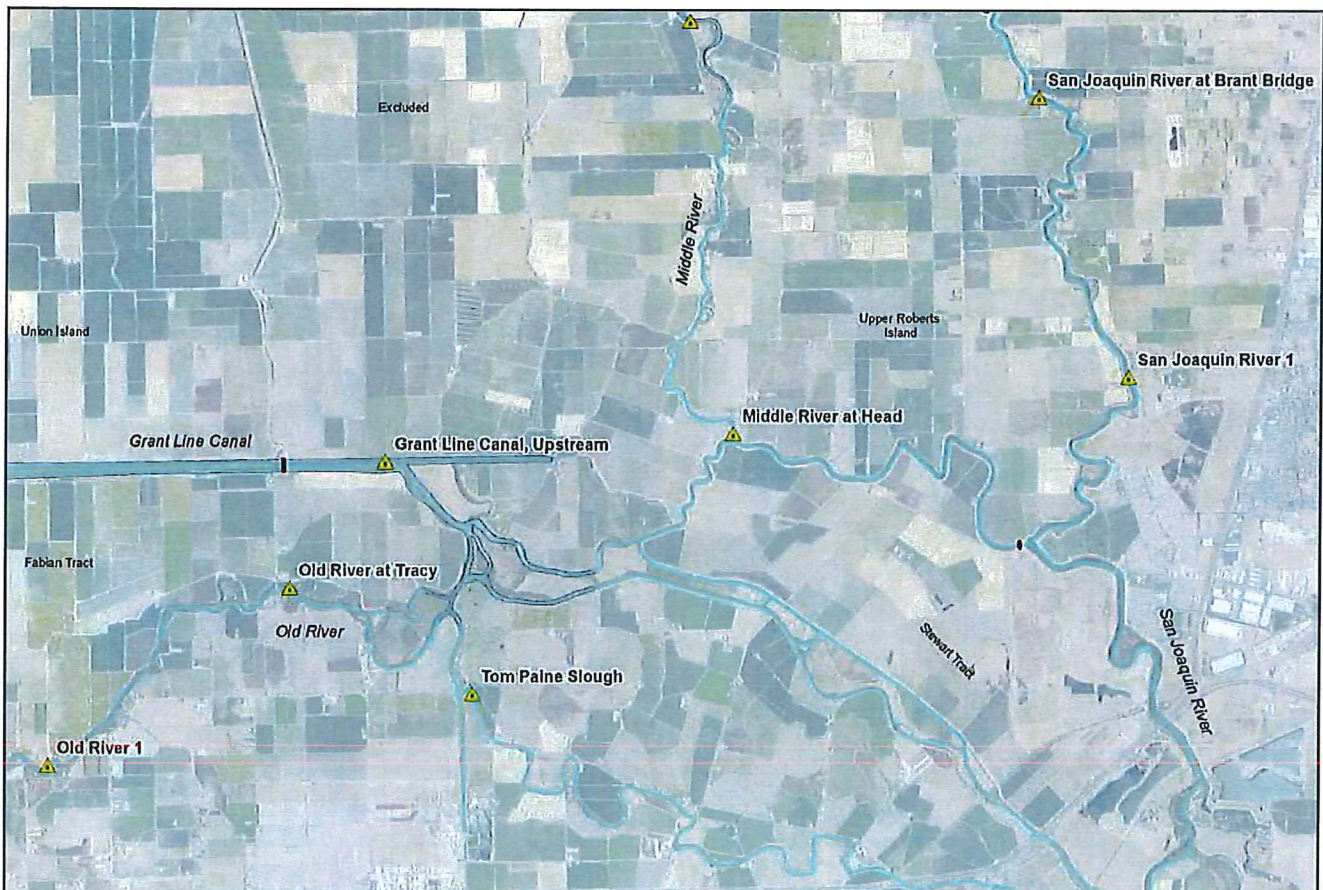 San Joaquin River at Brant Bridge
Excluded
Middle River
Union Island
Upper Roberts
Island
San Joaquin River 1
Middle River at Head
Grant Line Canal
Grant Line Canal, Upstream
Fabian Tract
Old River at Tracy
Old River
Stewart Tract
San Joaquin River
Tom Paine Slough
Old River 1